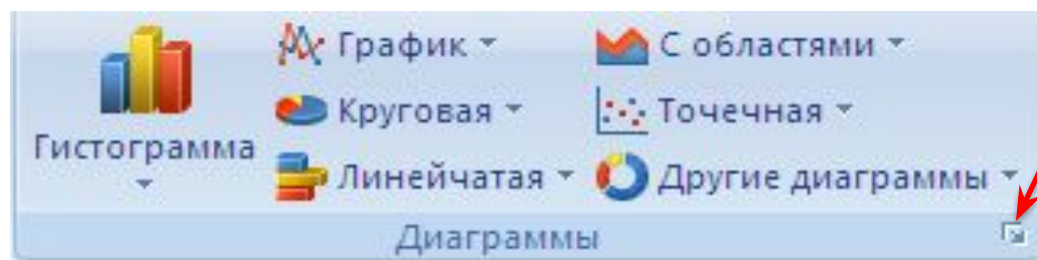 График
С областями
Круговая
Точечная
Гистограмма
Линейчатая
Другие диаграммы
Диаграммы